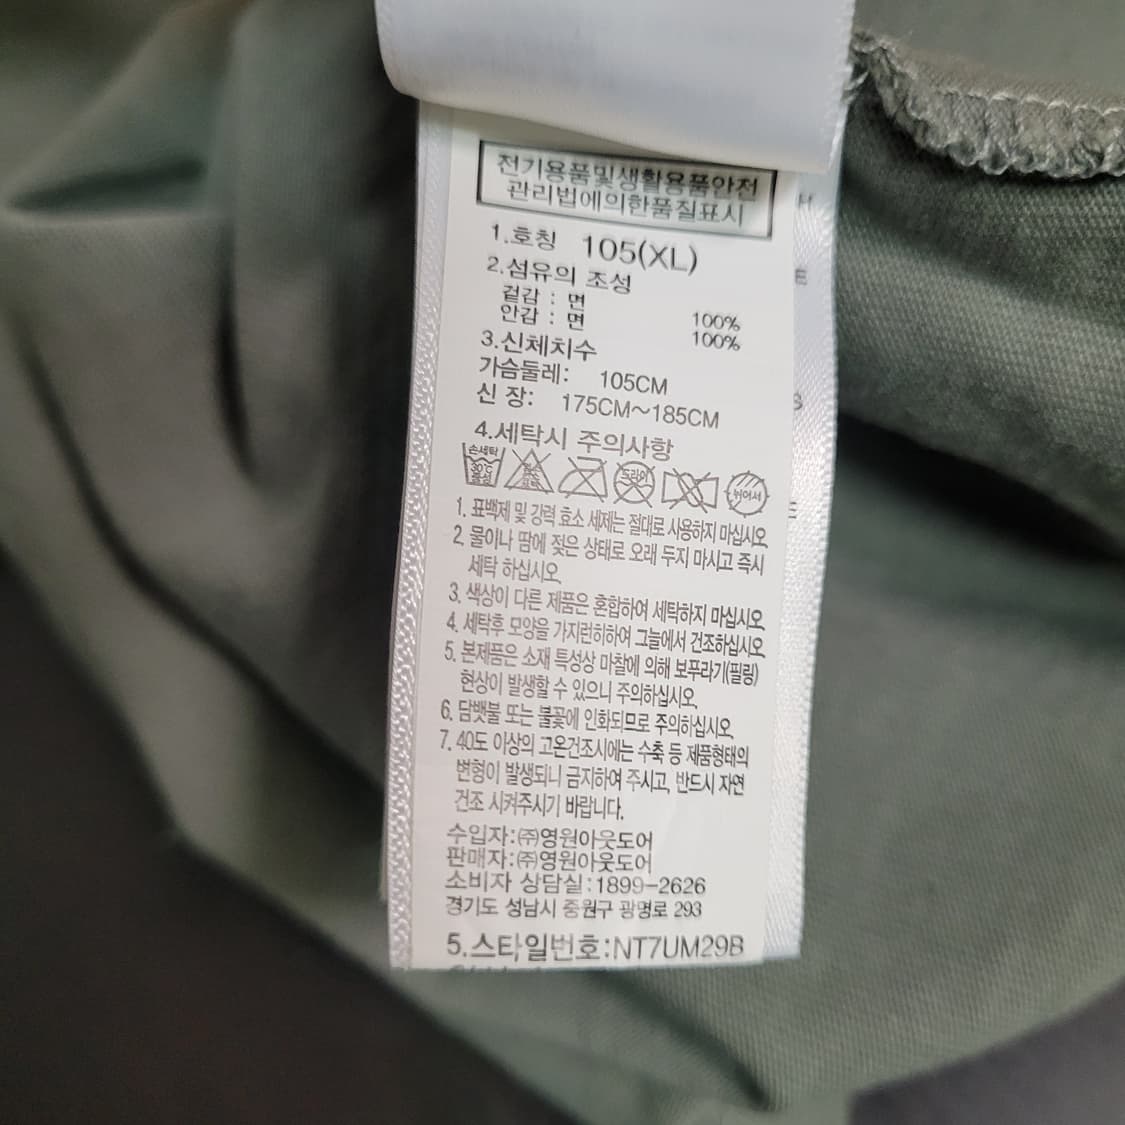 전기용품및생활용품안전
관리법에의한품질표시
1.호칭 105(XL)
2.섬유의 조성
겉감 : 면 100%
안감 : 면 100%
3.신체치수
가슴둘레: 105CM
신 장: 175CM~185CM
4.세탁시 주의사항
손세탁 30℃ 중성 염소 표백 드라이 뉘어서
1. 표백제 및 강력 효소 세제는 절대로 사용하지 마십시오.
2. 물이나 땀에 젖은 상태로 오래 두지 마시고 즉시
세탁 하십시오.
3. 색상이 다른 제품은 혼합하여 세탁하지 마십시오.
4. 세탁후 모양을 가지런히하여 그늘에서 건조하십시오.
5. 본제품은 소재 특성상 마찰에 의해 보푸라기(필링)
현상이 발생할 수 있으니 주의하십시오.
6. 담뱃불 또는 불꽃에 인화되므로 주의하십시오.
7. 40도 이상의 고온건조시에는 수축 등 제품형태의
변형이 발생되니 금지하여 주시고, 반드시 자연
건조 시켜주시기 바랍니다.
수입자:㈜영원아웃도어
판매자:㈜영원아웃도어
소비자 상담실:1899-2626
경기도 성남시 중원구 광명로 293
5.스타일번호:NT7UM29B